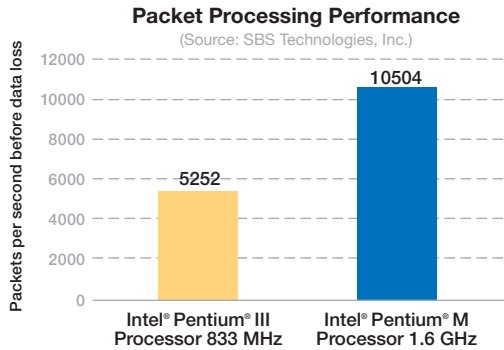 Packet Processing Performance
(Source: SBS Technologies, Inc.)
Packets per second before data loss
12000
10000
8000
6000
4000
2000
0
5252
10504
Intel® Pentium® III
Processor 833 MHz
Intel® Pentium® M
Processor 1.6 GHz